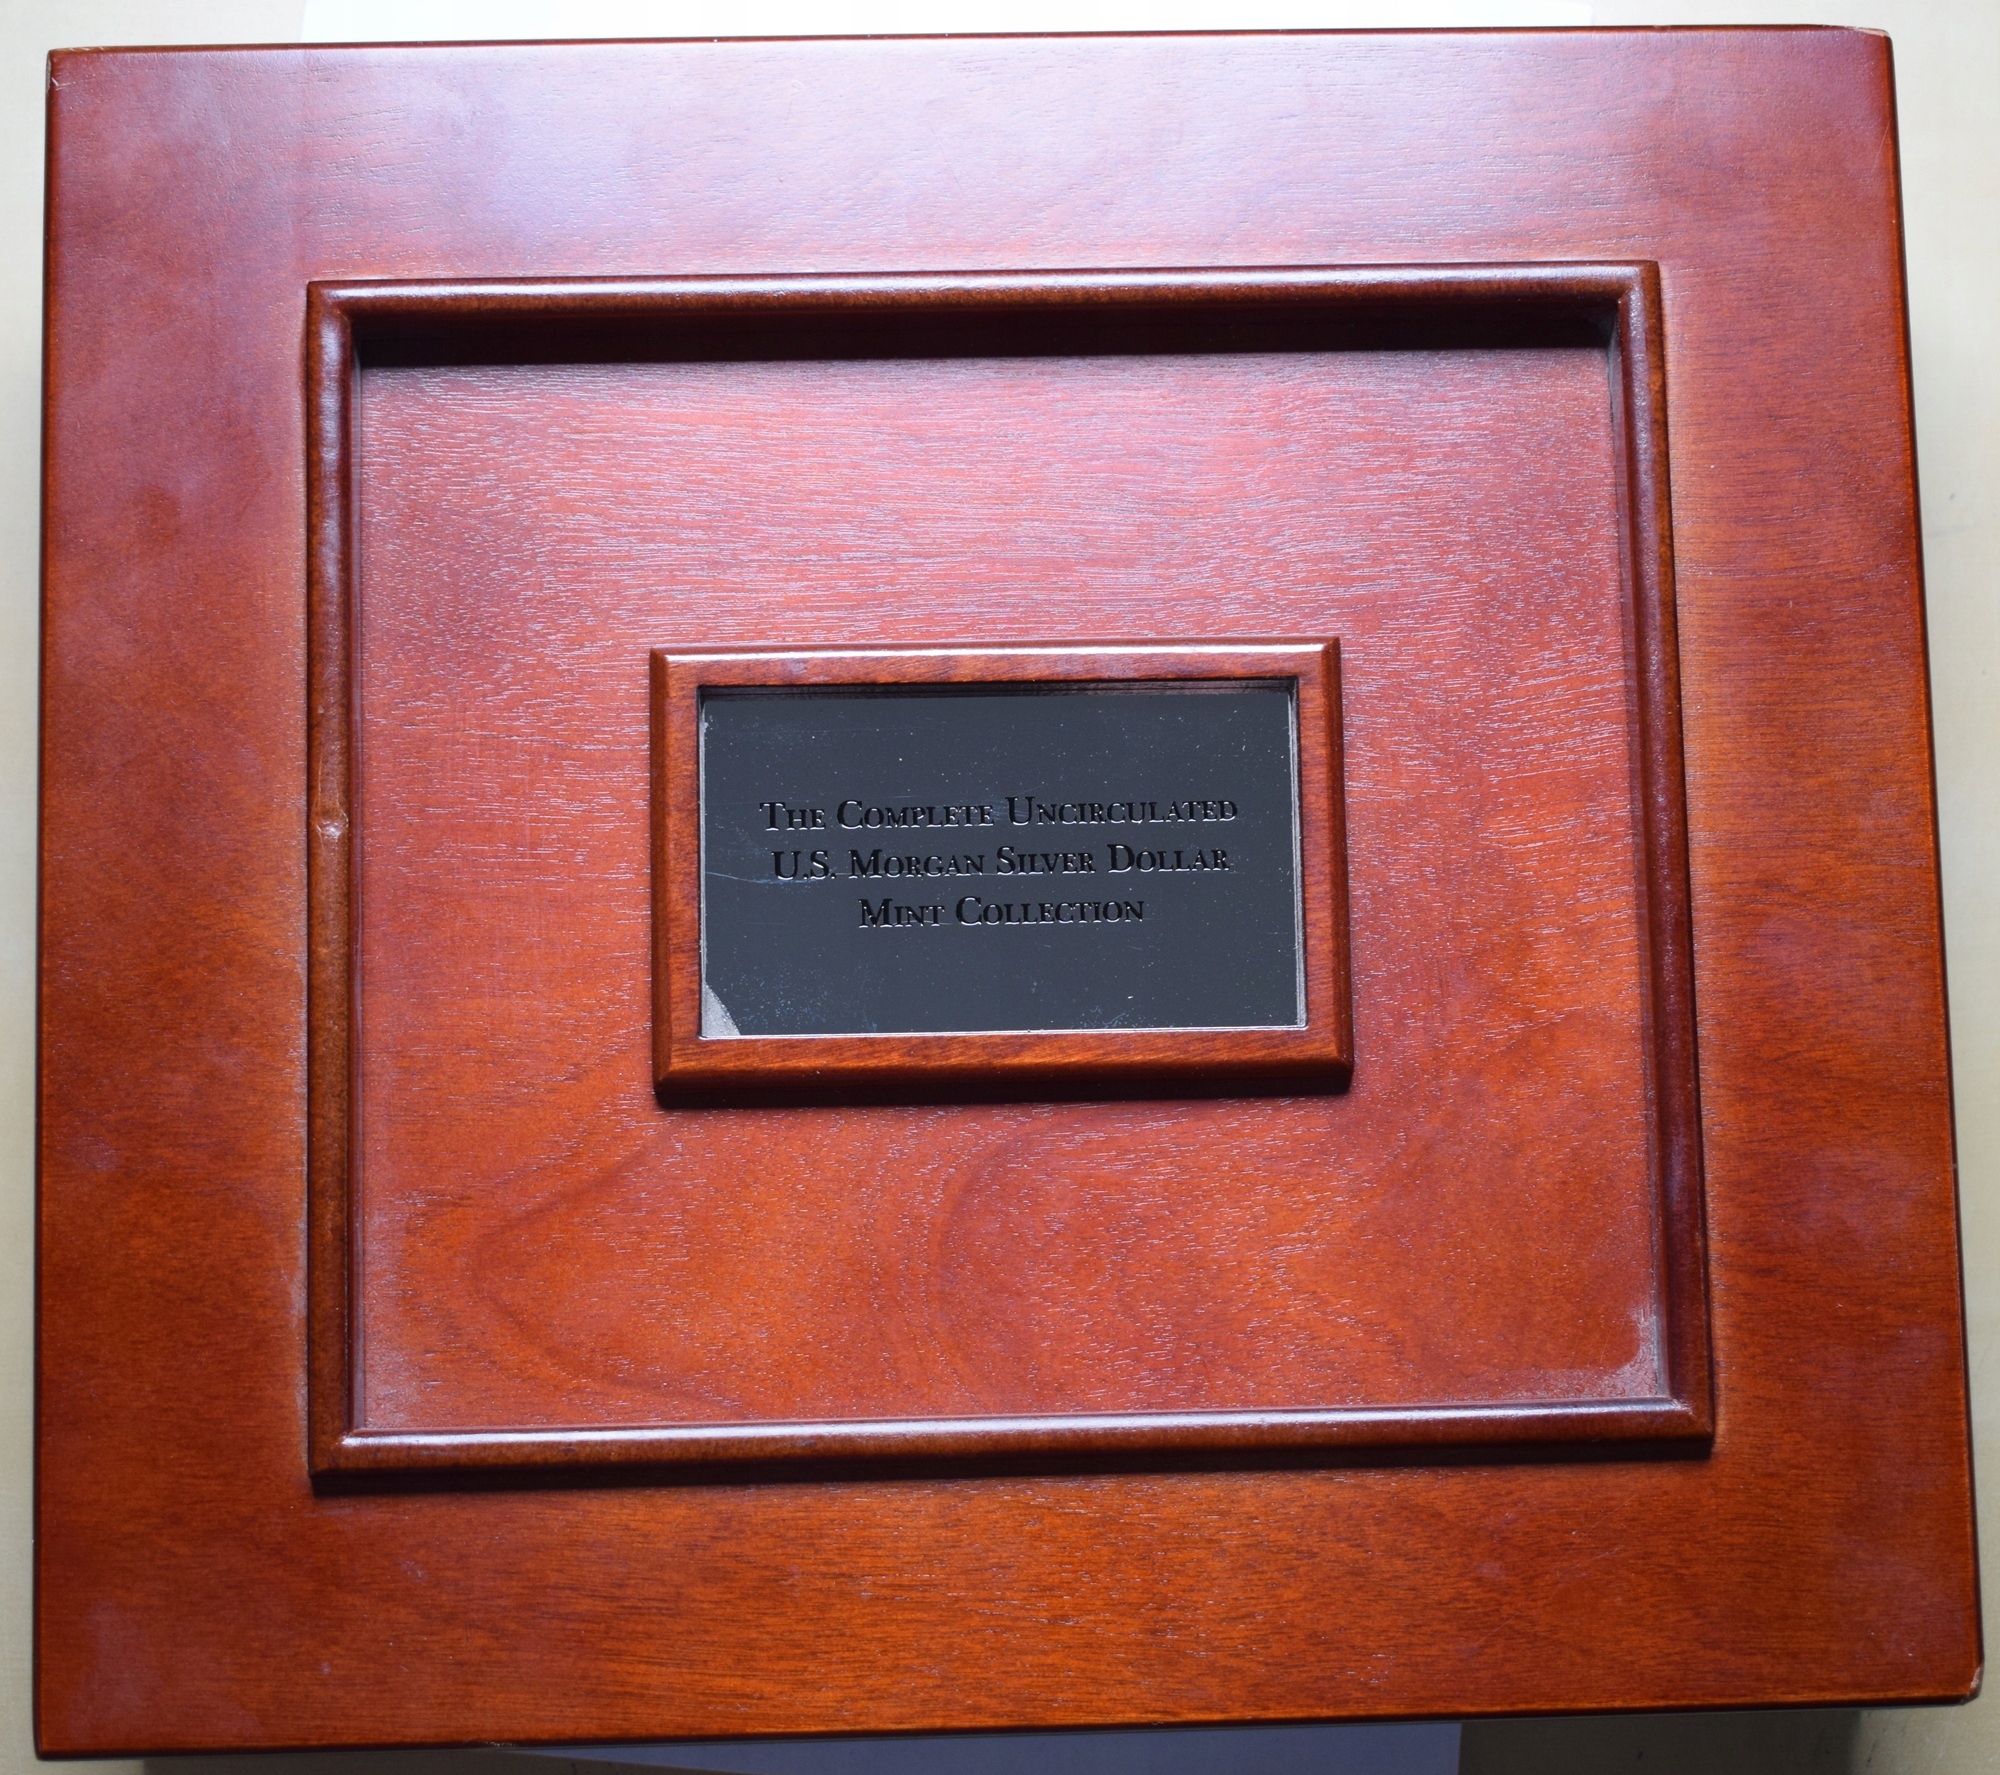 The Complete Uncirculated
U.S. Morgan Silver Dollar
Mint Collection